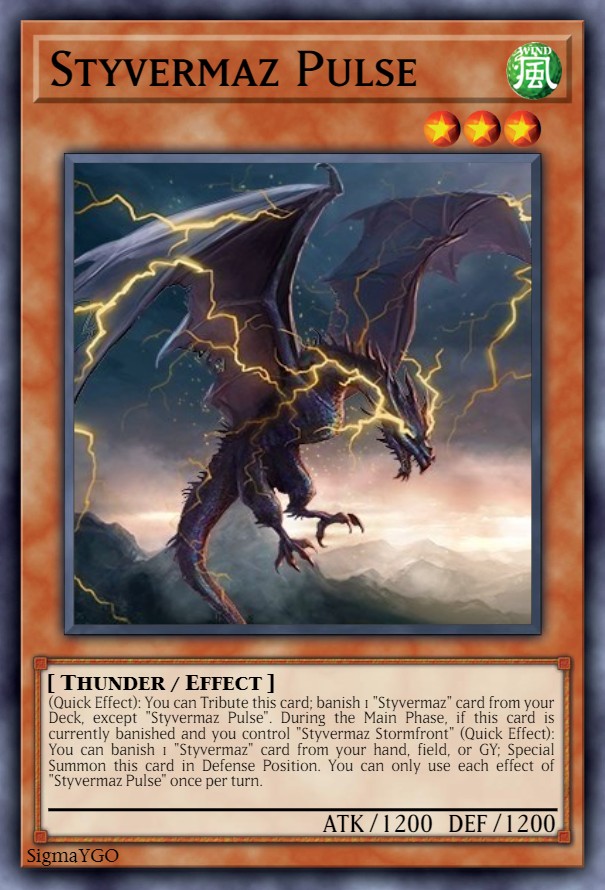 Styvermaz Pulse
WIND
風
[ Thunder / Effect ]
(Quick Effect): You can Tribute this card; banish 1 "Styvermaz" card from your
Deck, except "Styvermaz Pulse". During the Main Phase, if this card is
currently banished and you control "Styvermaz Stormfront" (Quick Effect):
You can banish 1 "Styvermaz" card from your hand, field, or GY; Special
Summon this card in Defense Position. You can only use each effect of
"Styvermaz Pulse" once per turn.
ATK/1200 DEF/1200
SigmaYGO